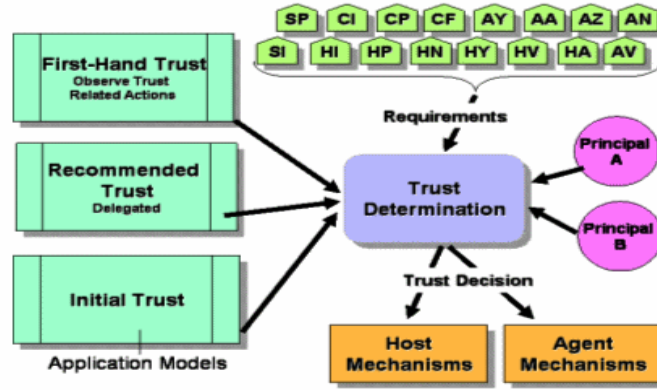 SP CI CP CF AY AA AZ AN
SI HI HP HN HY HV HA AV
First-Hand Trust
Observe Trust
Related Actions
Requirements
Principal
A
Recommended
Trust
Delegated
Trust
Determination
Principal
B
Trust Decision
Initial Trust
Host
Mechanisms
Agent
Mechanisms
Application Models